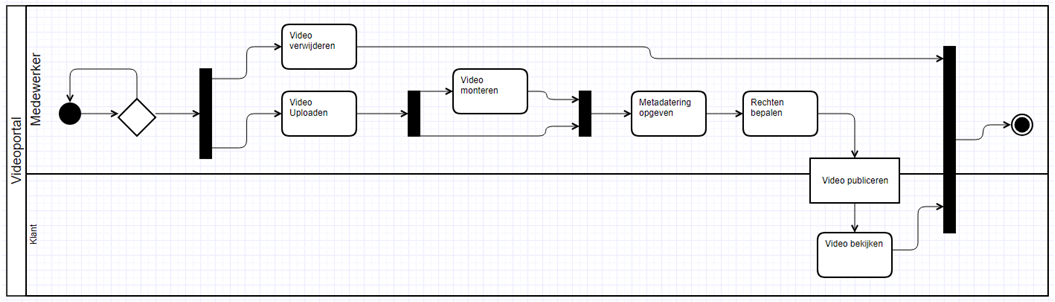 Videoportal
Medewerker
Klant
Video
verwijderen
Video
Uploaden
Video
monteren
Metadatering
opgeven
Rechten
bepalen
Video publiceren
Video bekijken